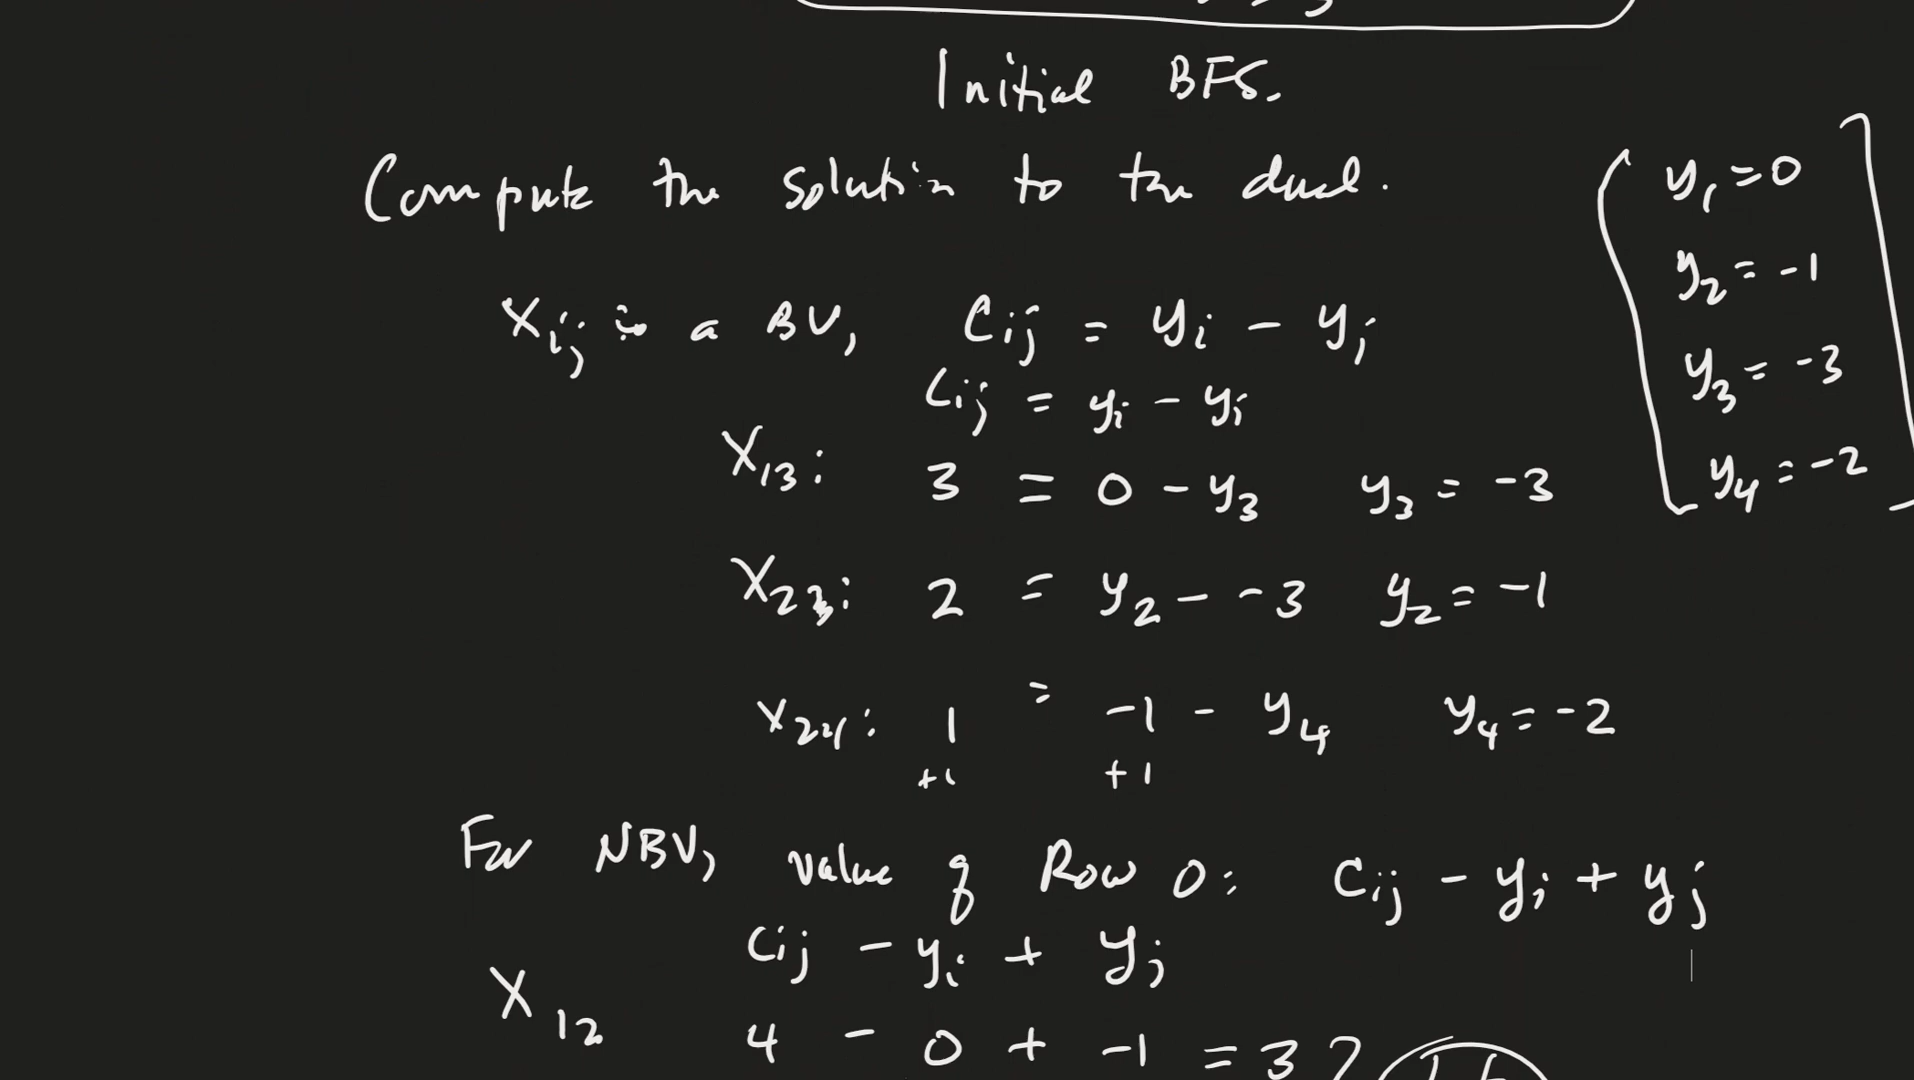 Initial BFS.
Compute the solution to the dual.
y1 = 0
y2 = -1
y3 = -3
y4 = -2
Xij is a BV, Cij = yi - yj
Cij = yi - yi
X13: 3 = 0 - y3 y3 = -3
X23: 2 = y2 - -3 y2 = -1
X24: 1 = -1 - y4 y4 = -2
+1 +1
For NBV, value of Row 0: Cij - yi + yj
Cij - yi + yj
X12 4 - 0 + -1 = 3